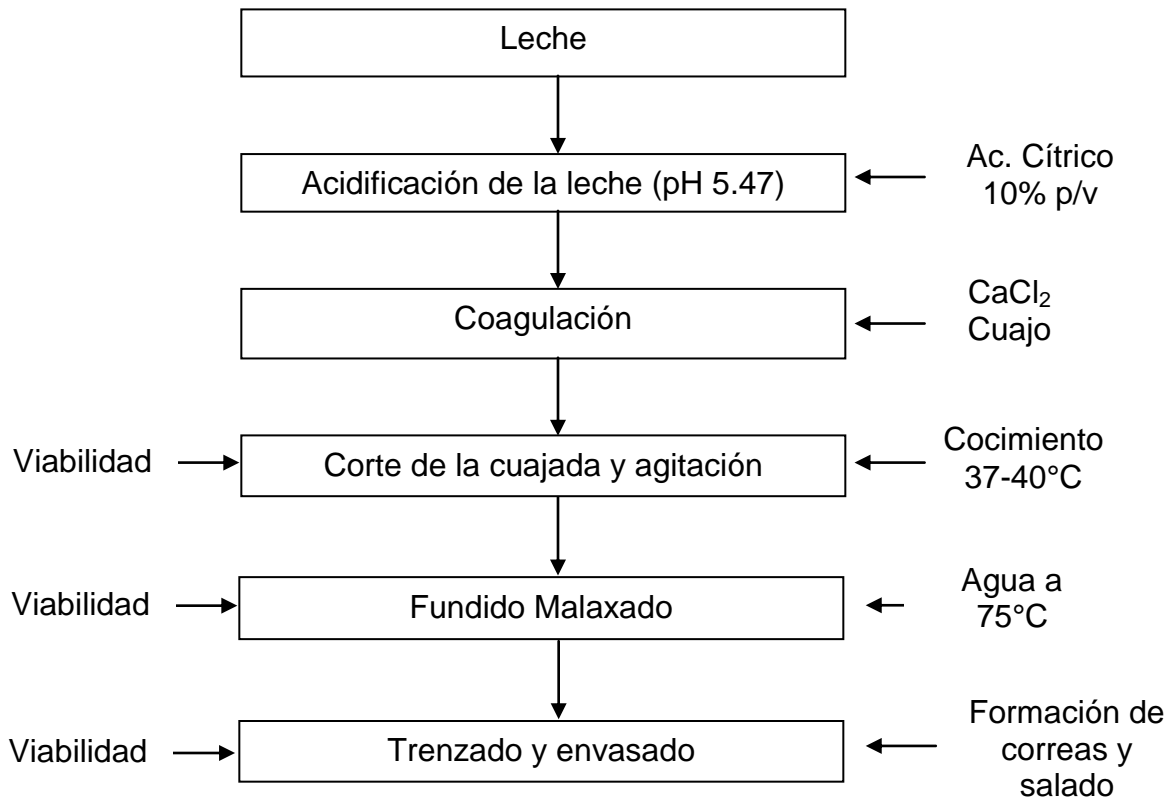 Leche
Acidificación de la leche (pH 5.47)
Ac. Cítrico
10% p/v
Coagulación
CaCl₂
Cuajo
Viabilidad
Corte de la cuajada y agitación
Cocimiento
37-40°C
Viabilidad
Fundido Malaxado
Agua a
75°C
Viabilidad
Trenzado y envasado
Formación de
correas y
salado